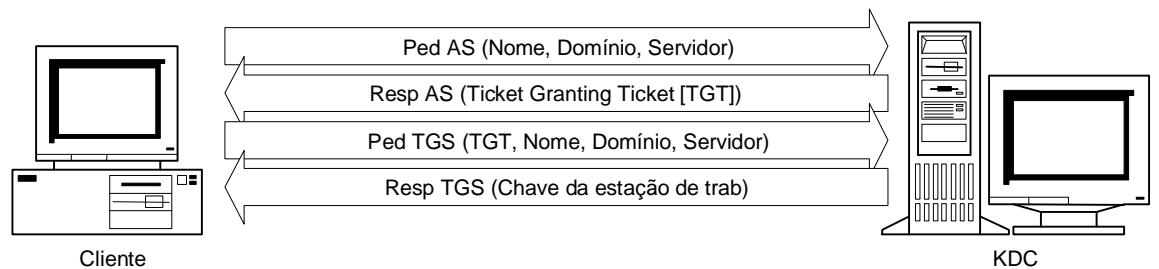 Ped AS (Nome, Domínio, Servidor)
Resp AS (Ticket Granting Ticket [TGT])
Ped TGS (TGT, Nome, Domínio, Servidor)
Resp TGS (Chave da estação de trab)
Cliente
KDC